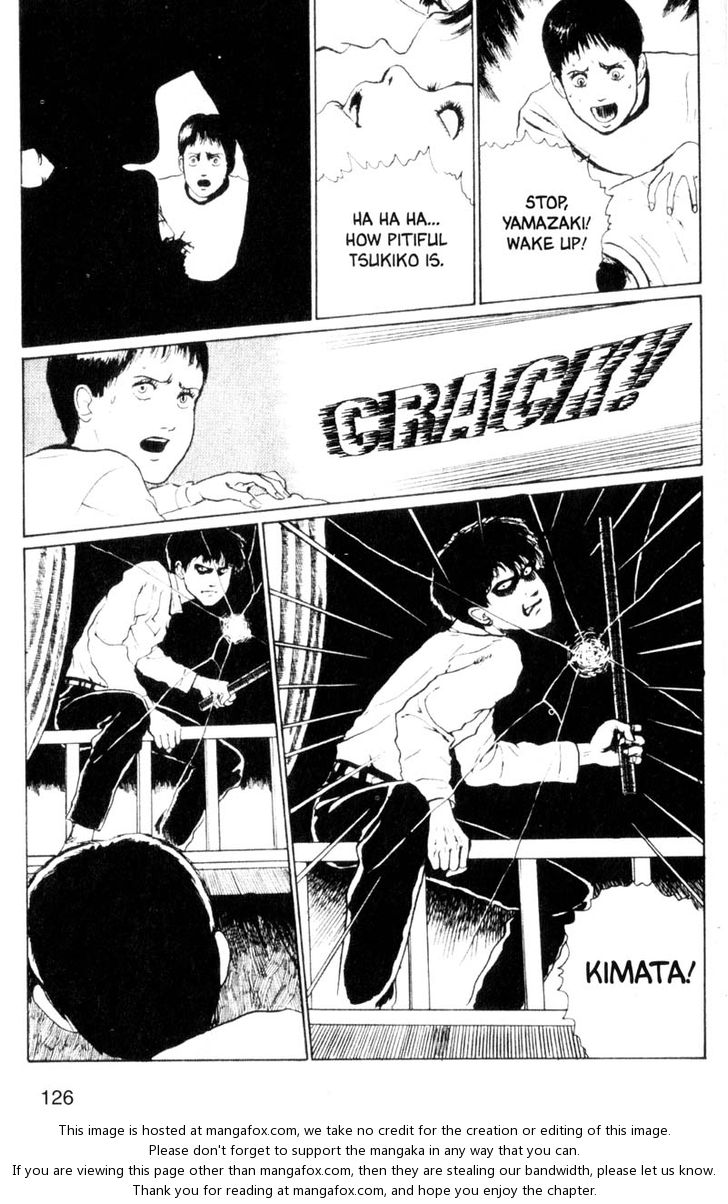 STOP,
YAMAZAKI!
WAKE UP!
HA HA HA...
HOW PITIFUL
TSUKIKO IS.
CRACK!!
KIMATA!
126
This image is hosted at mangafox.com, we take no credit for the creation or editing of this image.
Please don't forget to support the mangaka in any way that you can.
If you are viewing this page other than mangafox.com, then they are stealing our bandwidth, please let us know.
Thank you for reading at mangafox.com, and hope you enjoy the chapter.